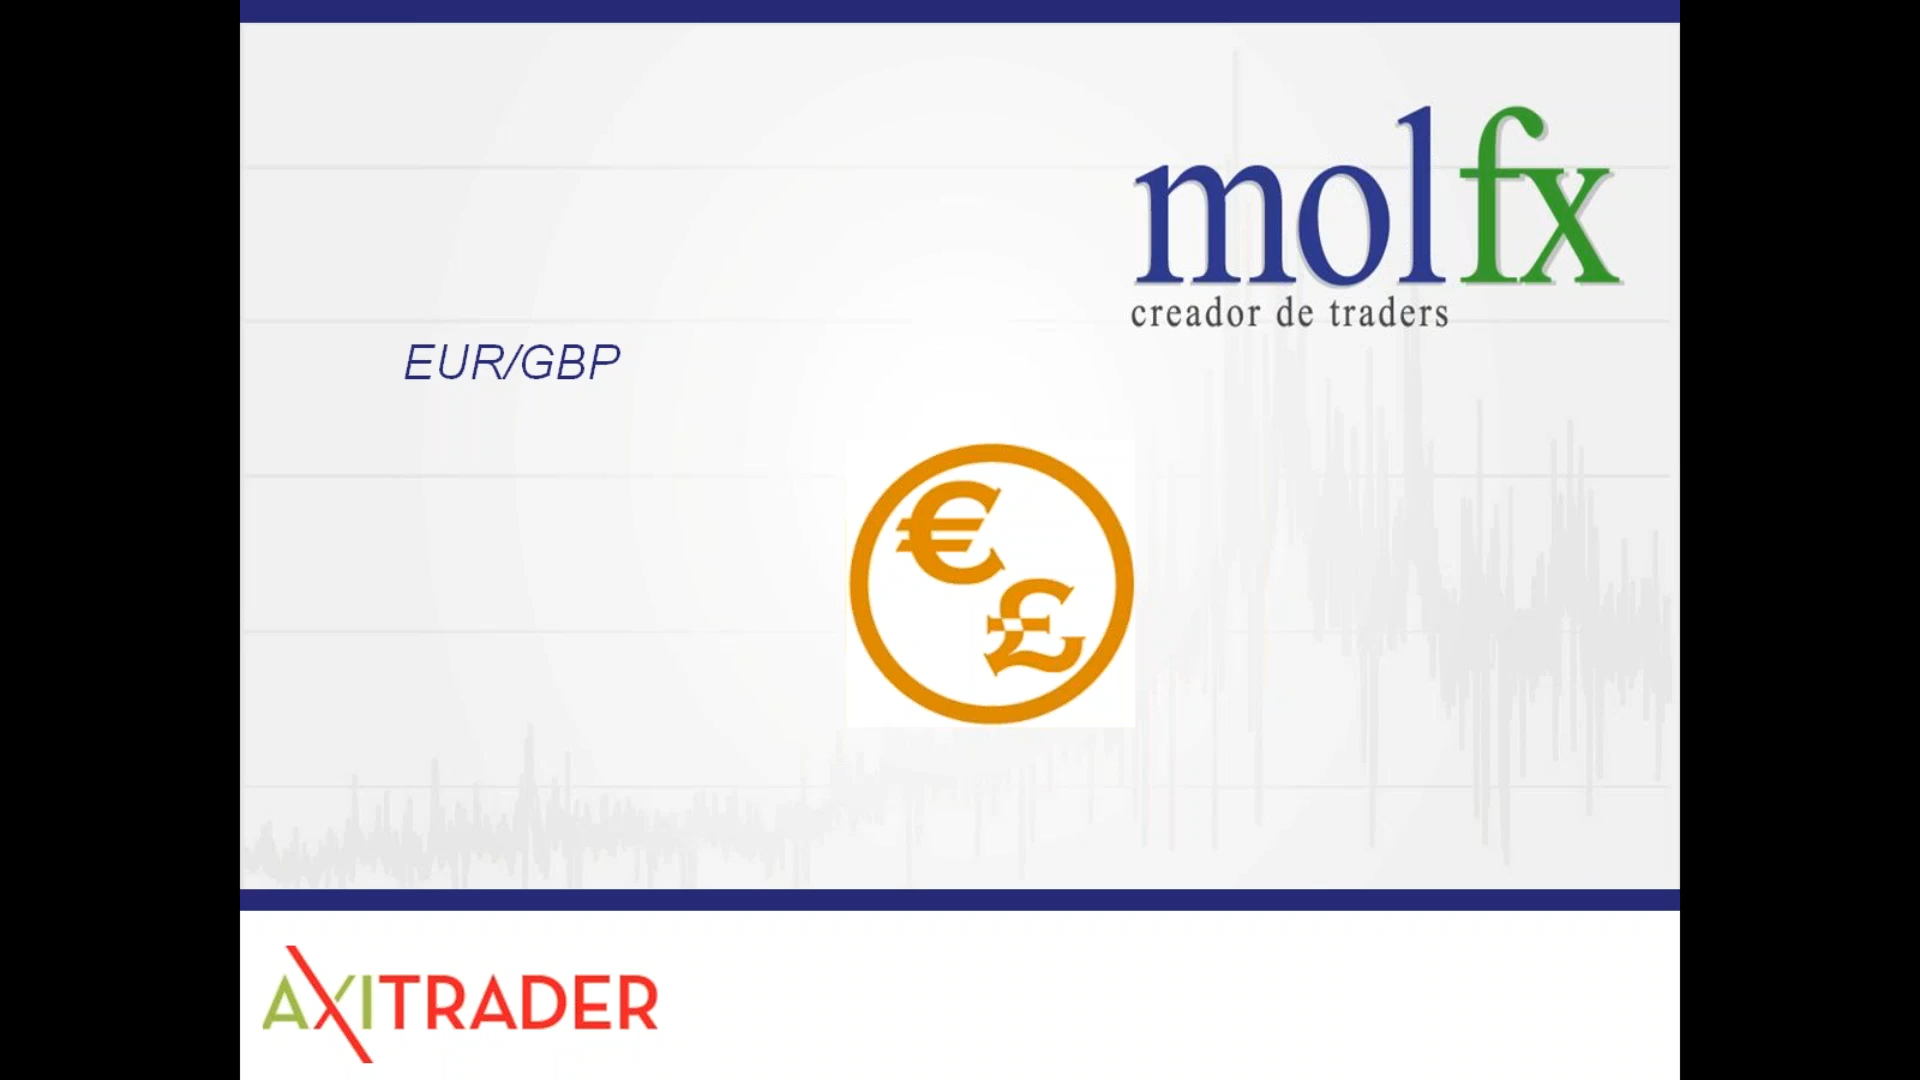 molfx
creador de traders
EUR/GBP
€
£
AXITRADER